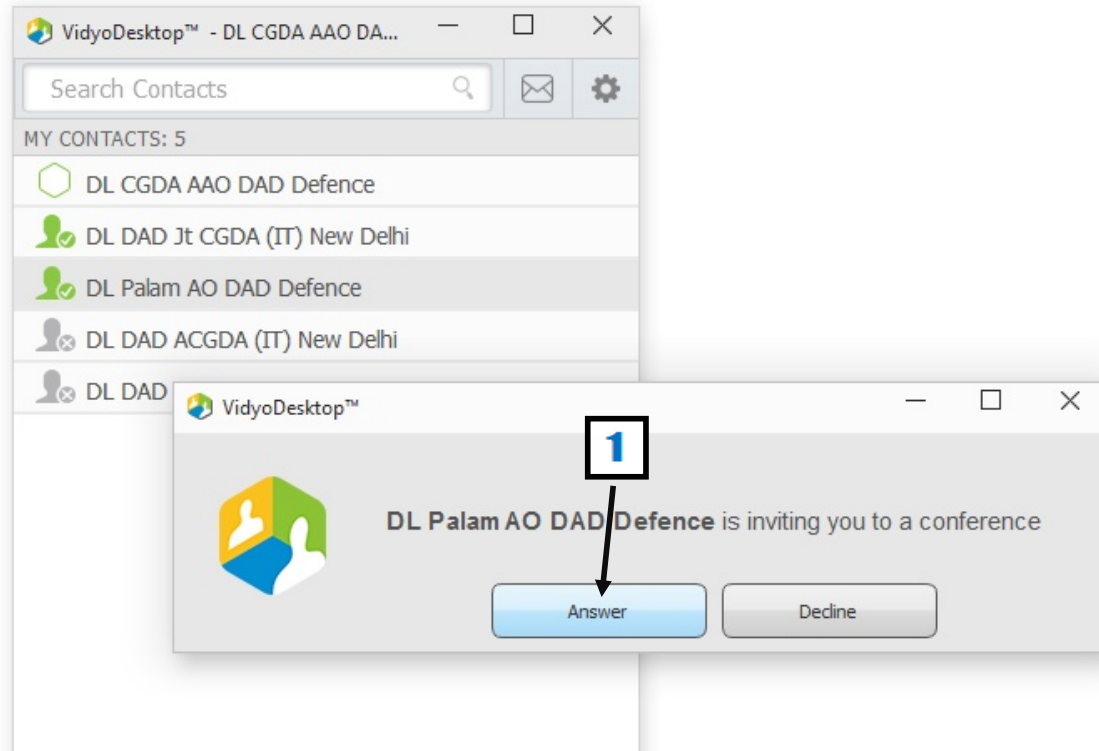 VidyoDesktop™ - DL CGDA AAO DA...
Search Contacts
MY CONTACTS: 5
DL CGDA AAO DAD Defence
DL DAD Jt CGDA (IT) New Delhi
DL Palam AO DAD Defence
DL DAD ACGDA (IT) New Delhi
DL DAD
VidyoDesktop™
1
DL Palam AO DAD Defence is inviting you to a conference
Answer
Decline